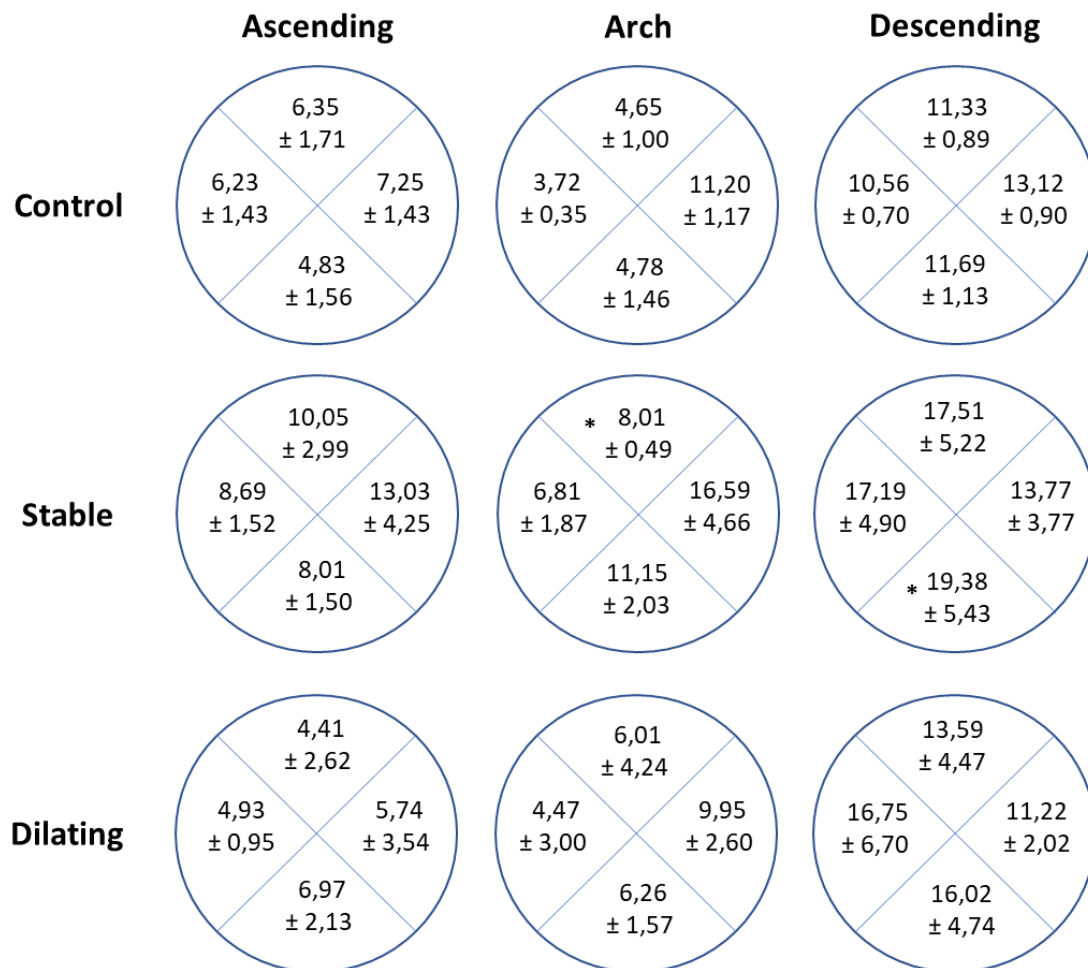 Ascending Arch Descending
6,35 4,65 11,33
± 1,71 ± 1,00 ± 0,89
Control 6,23 7,25 3,72 11,20 10,56 13,12
± 1,43 ± 1,43 ± 0,35 ± 1,17 ± 0,70 ± 0,90
4,83 4,78 11,69
± 1,56 ± 1,46 ± 1,13
10,05 * 8,01 17,51
± 2,99 ± 0,49 ± 5,22
Stable 8,69 13,03 6,81 16,59 17,19 13,77
± 1,52 ± 4,25 ± 1,87 ± 4,66 ± 4,90 ± 3,77
8,01 11,15 * 19,38
± 1,50 ± 2,03 ± 5,43
4,41 6,01 13,59
± 2,62 ± 4,24 ± 4,47
Dilating 4,93 5,74 4,47 9,95 16,75 11,22
± 0,95 ± 3,54 ± 3,00 ± 2,60 ± 6,70 ± 2,02
6,97 6,26 16,02
± 2,13 ± 1,57 ± 4,74